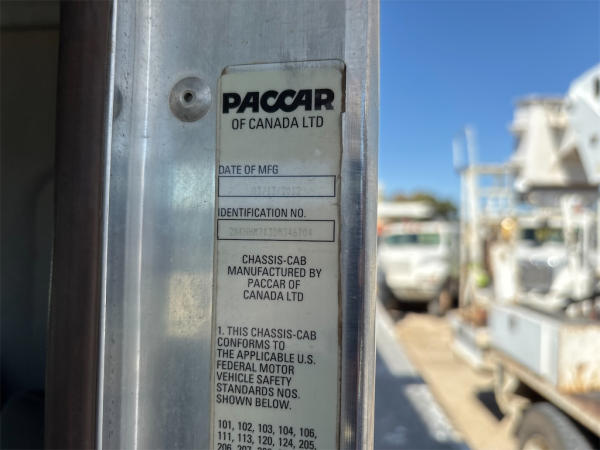 PACCAR
OF CANADA LTD
DATE OF MFG
IDENTIFICATION NO.
CHASSIS-CAB
MANUFACTURED BY
PACCAR OF
CANADA LTD
1. THIS CHASSIS-CAB
CONFORMS TO
THE APPLICABLE U.S.
FEDERAL MOTOR
VEHICLE SAFETY
STANDARDS NOS.
SHOWN BELOW.
101, 102, 103, 104, 106,
111, 113, 120, 124, 205,
206, 207,